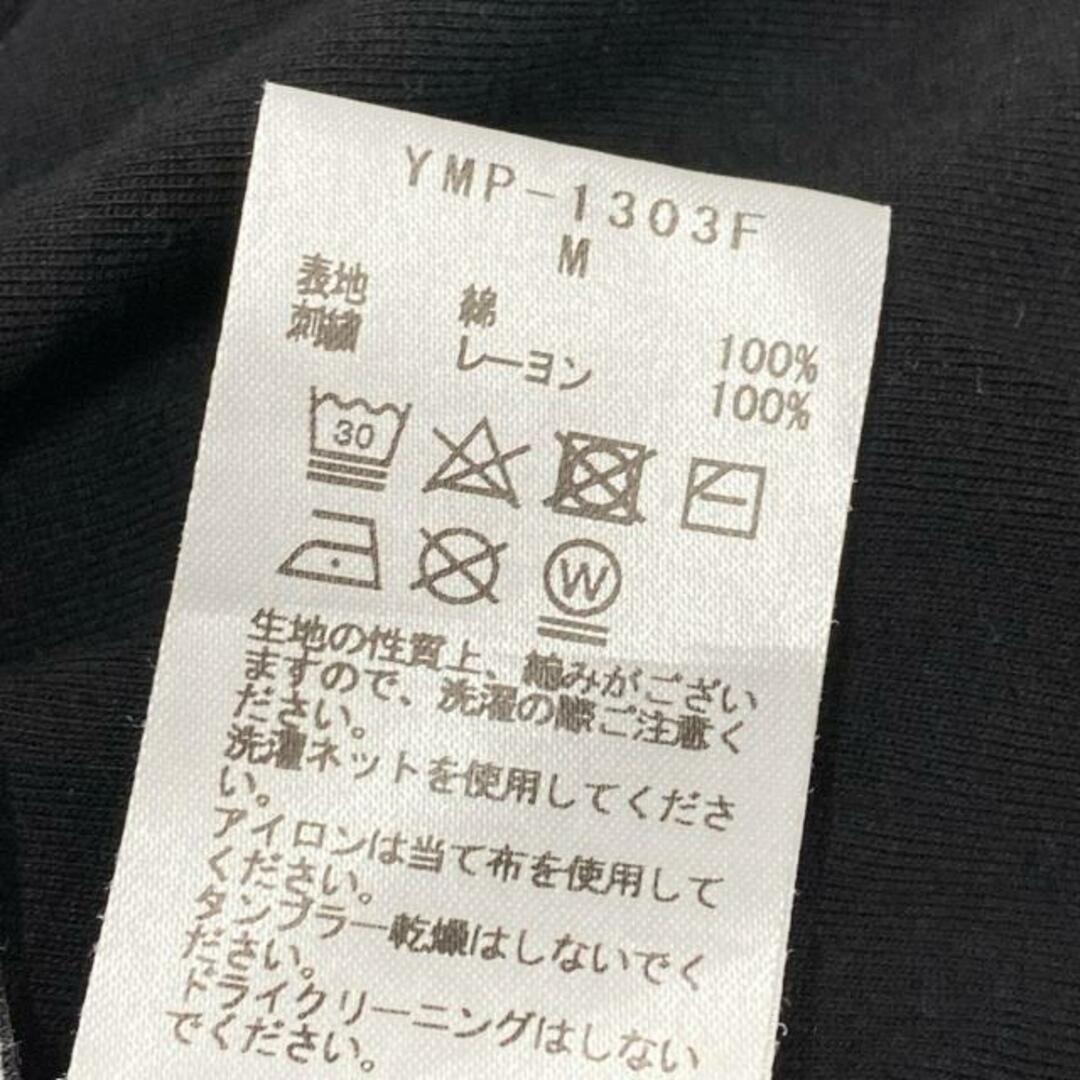 YMP-1303F
M
表地 綿 100%
刺繍 レーヨン 100%
30
W
生地の性質上、縮みがござい
ますので、洗濯の際ご注意く
ださい。
洗濯ネットを使用してくださ
い。
アイロンは当て布を使用して
ください。
タンブラー乾燥はしないでく
ださい。
ドライクリーニングはしない
でください。